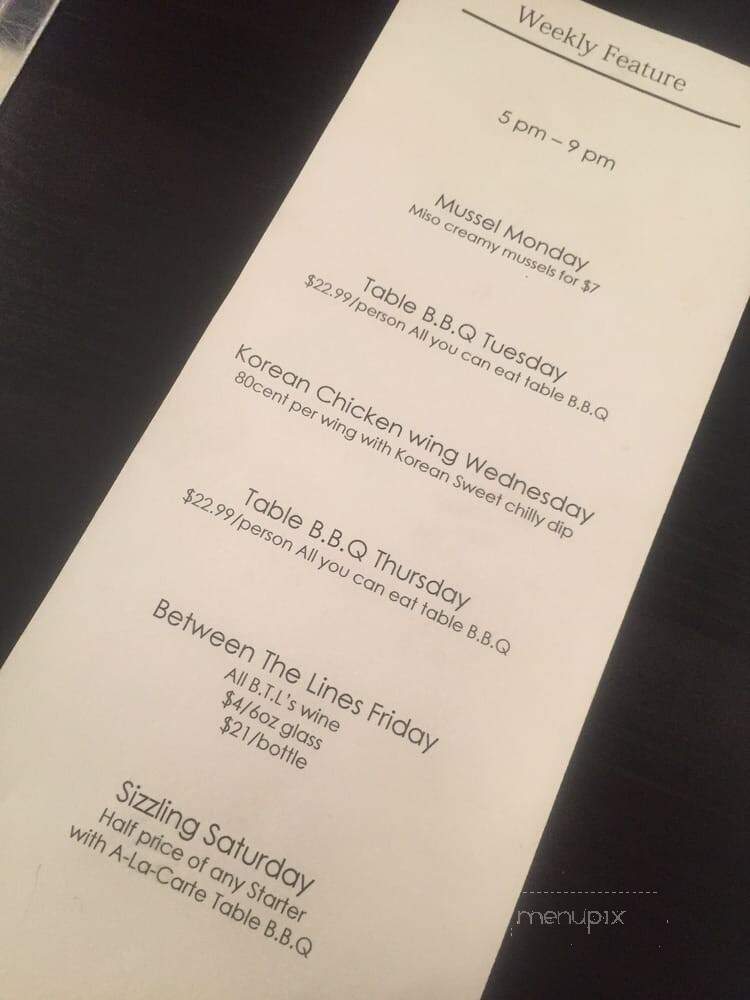 Weekly Feature
5 pm – 9 pm
Mussel Monday
Miso creamy mussels for $7
Table B.B.Q Tuesday
$22.99/person All you can eat table B.B.Q
Korean Chicken wing Wednesday
80cent per wing with Korean Sweet chilly dip
Table B.B.Q Thursday
$22.99/person All you can eat table B.B.Q
Between The Lines Friday
All B.T.L's wine
$4/6oz glass
$21/bottle
Sizzling Saturday
Half price of any Starter
with A-La-Carte Table B.B.Q
menupix